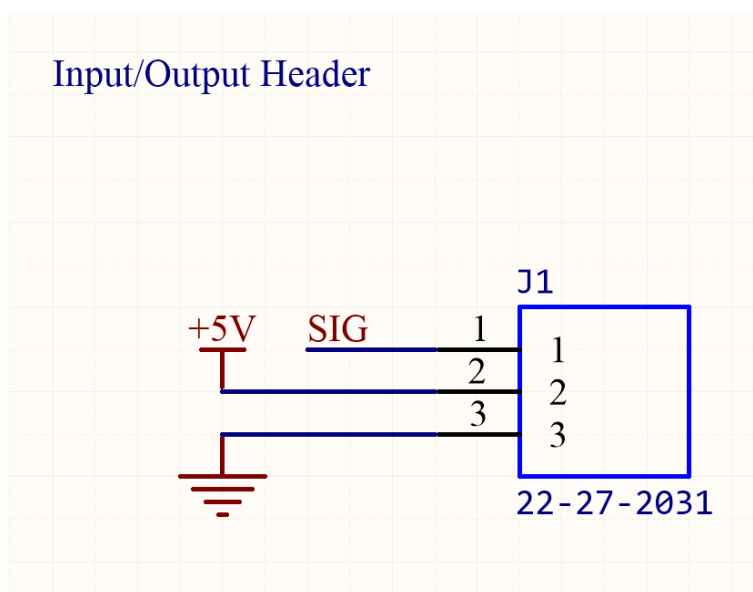 Input/Output Header
J1
+5V SIG 1 1
2 2
3 3
22-27-2031